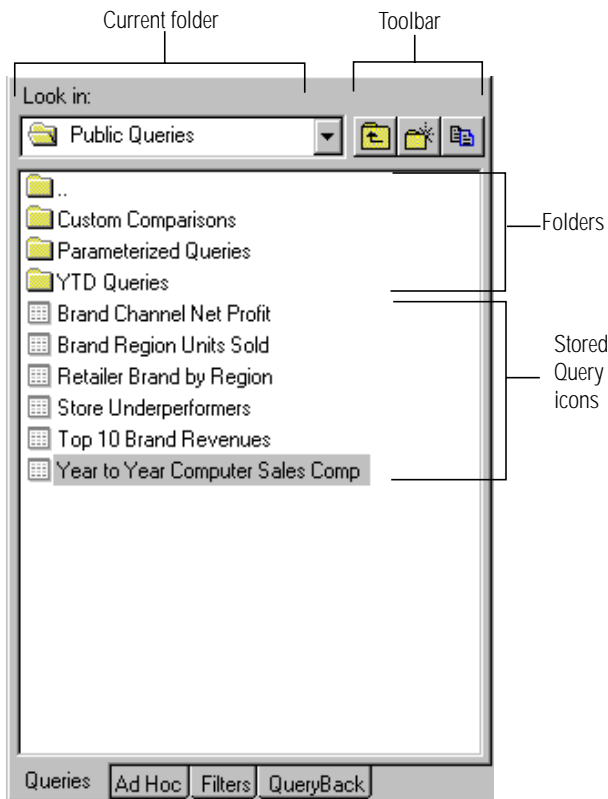 Current folder
Toolbar
Look in:
Public Queries
..
Custom Comparisons
Parameterized Queries
YTD Queries
Folders
Brand Channel Net Profit
Brand Region Units Sold
Retailer Brand by Region
Store Underperformers
Top 10 Brand Revenues
Year to Year Computer Sales Comp
Stored
Query
icons
Queries
Ad Hoc
Filters
QueryBack